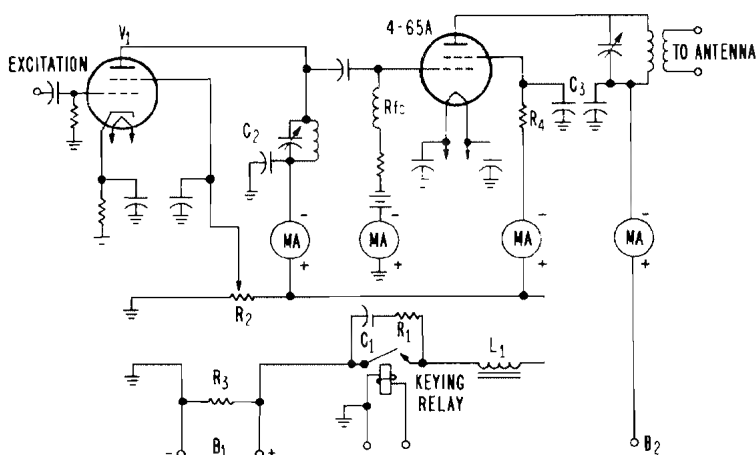 V1
4-65A
EXCITATION
TO ANTENNA
C2
Rfc
C3
R4
-
-
-
-
MA
MA
MA
MA
+
+
+
+
R2
C1
R1
L1
R3
KEYING
RELAY
- B1 +
B2